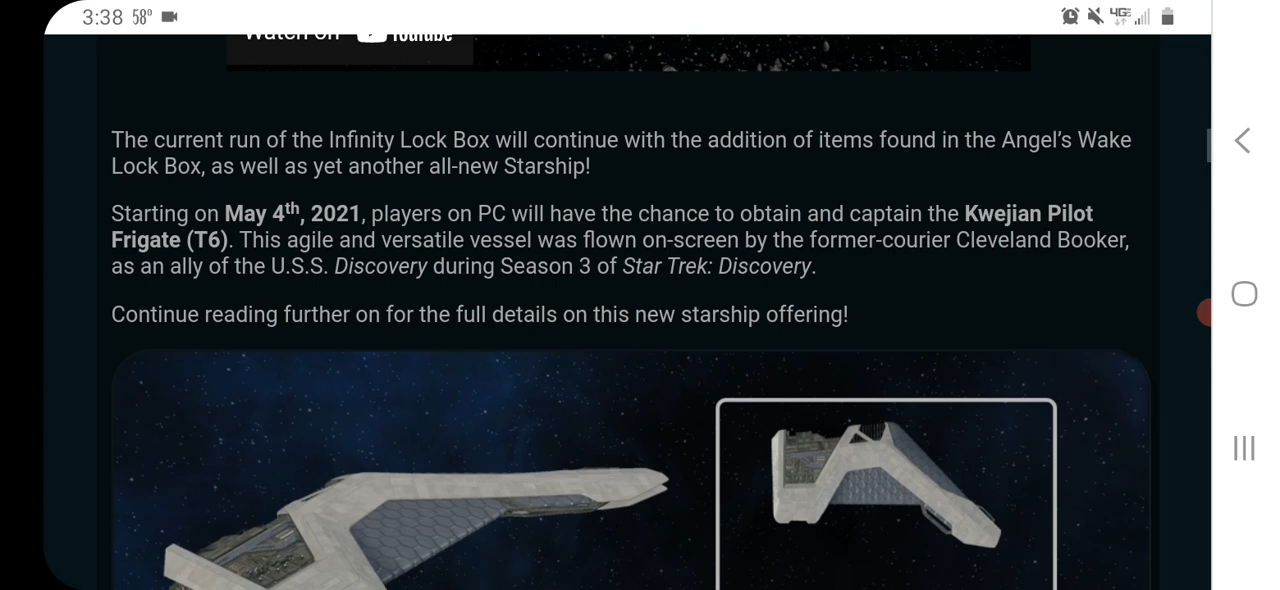 3:38 58°
4G
Watch on YouTube
The current run of the Infinity Lock Box will continue with the addition of items found in the Angel’s Wake
Lock Box, as well as yet another all-new Starship!
Starting on May 4th, 2021, players on PC will have the chance to obtain and captain the Kwejian Pilot
Frigate (T6). This agile and versatile vessel was flown on-screen by the former-courier Cleveland Booker,
as an ally of the U.S.S. Discovery during Season 3 of Star Trek: Discovery.
Continue reading further on for the full details on this new starship offering!